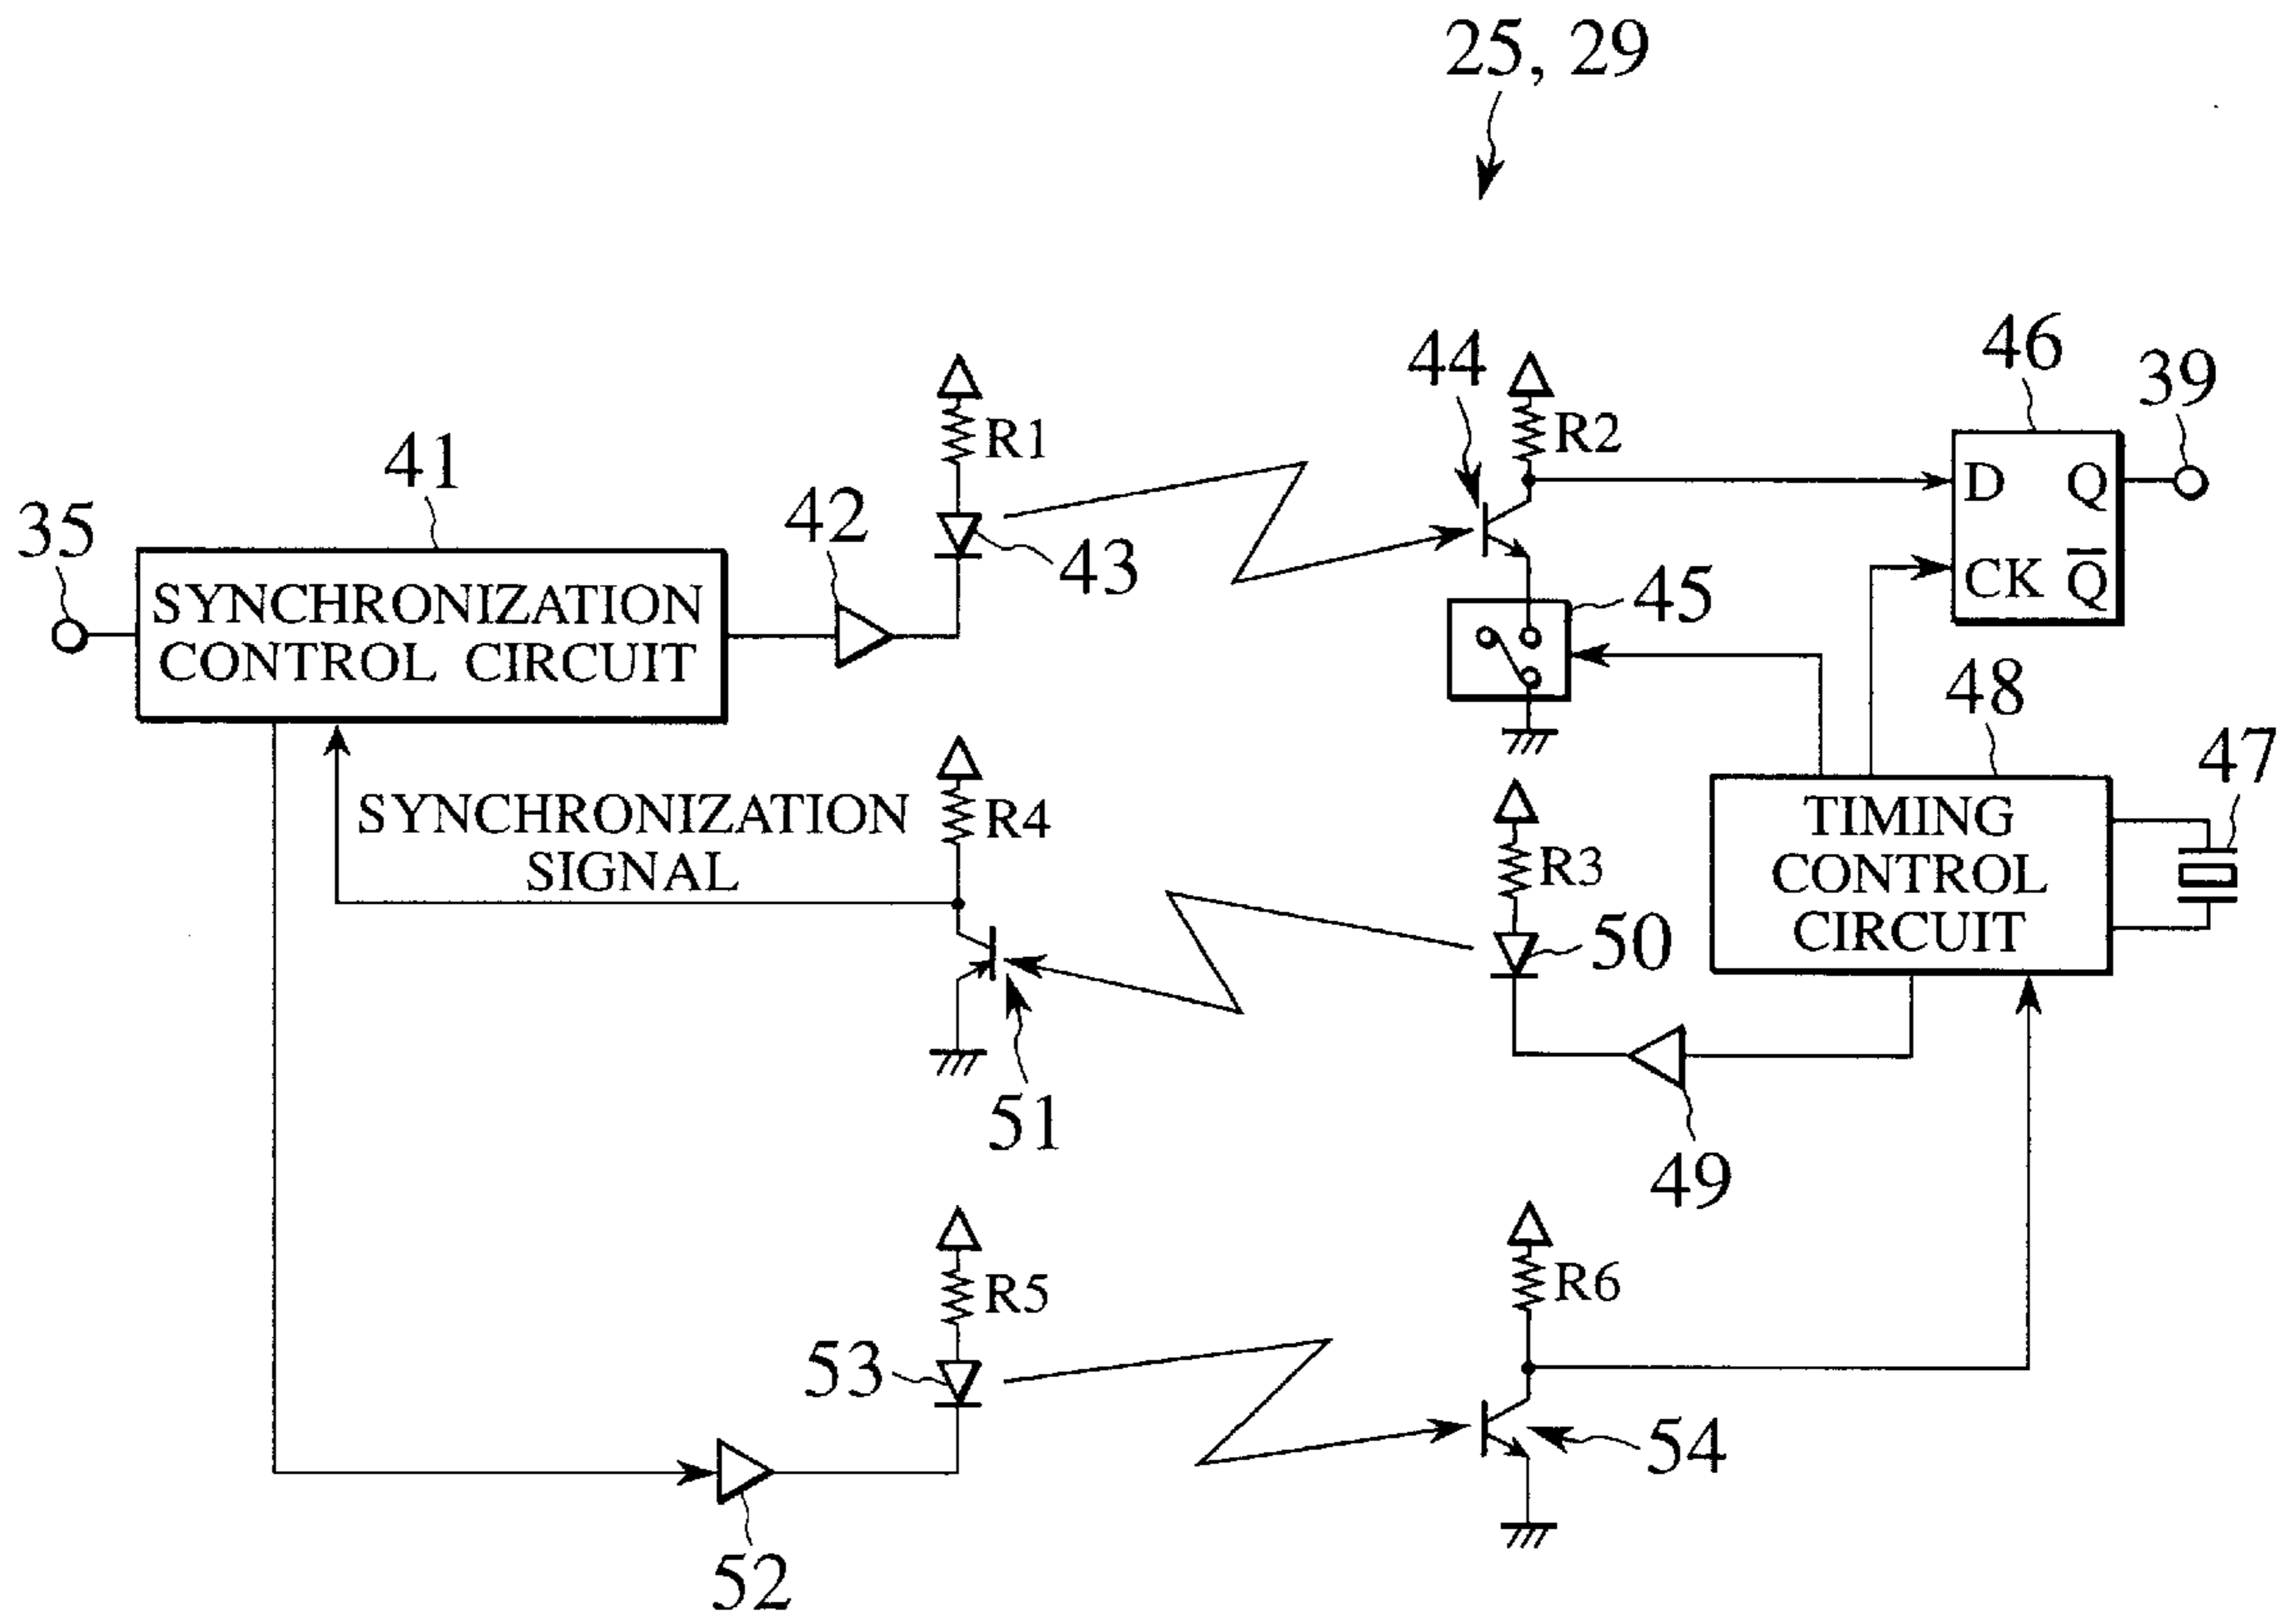 25, 29
44
46
39
R1
R2
41
42
35
43
D Q
CK Q̅
45
SYNCHRONIZATION
CONTROL CIRCUIT
48
47
SYNCHRONIZATION
SIGNAL
R4
R3
TIMING
CONTROL
CIRCUIT
50
51
49
R5
R6
53
54
52